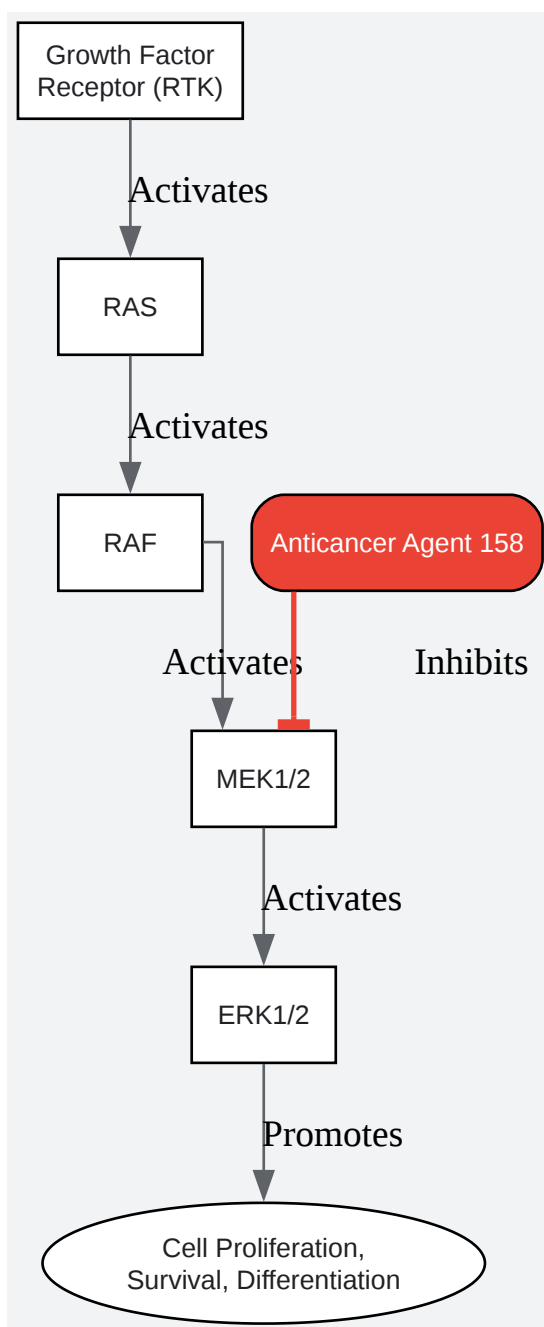 Growth Factor
Receptor (RTK)
Activates
RAS
Activates
RAF
Anticancer Agent 158
Activates
Inhibits
MEK1/2
Activates
ERK1/2
Promotes
Cell Proliferation,
Survival, Differentiation